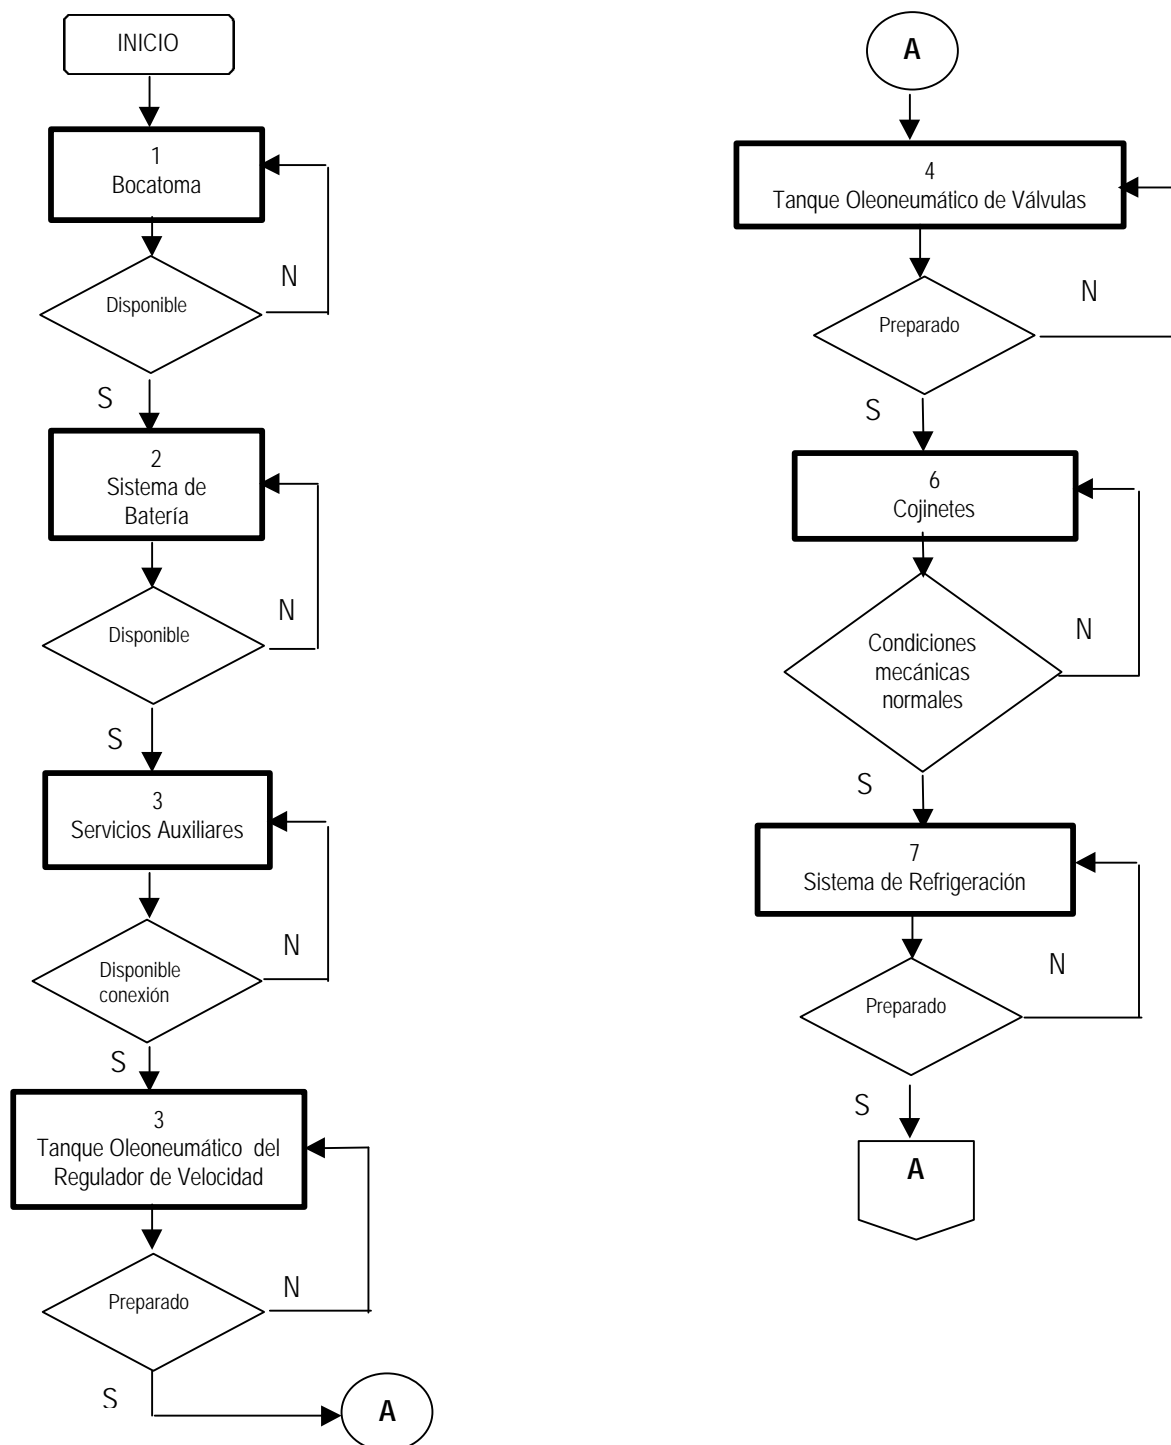 INICIO
1
Bocatoma
Disponible
N
S
2
Sistema de
Batería
Disponible
N
S
3
Servicios Auxiliares
Disponible
conexión
N
S
3
Tanque Oleoneumático del
Regulador de Velocidad
Preparado
N
S
A
A
4
Tanque Oleoneumático de Válvulas
Preparado
N
S
6
Cojinetes
Condiciones
mecánicas
normales
N
S
7
Sistema de Refrigeración
Preparado
N
S
A